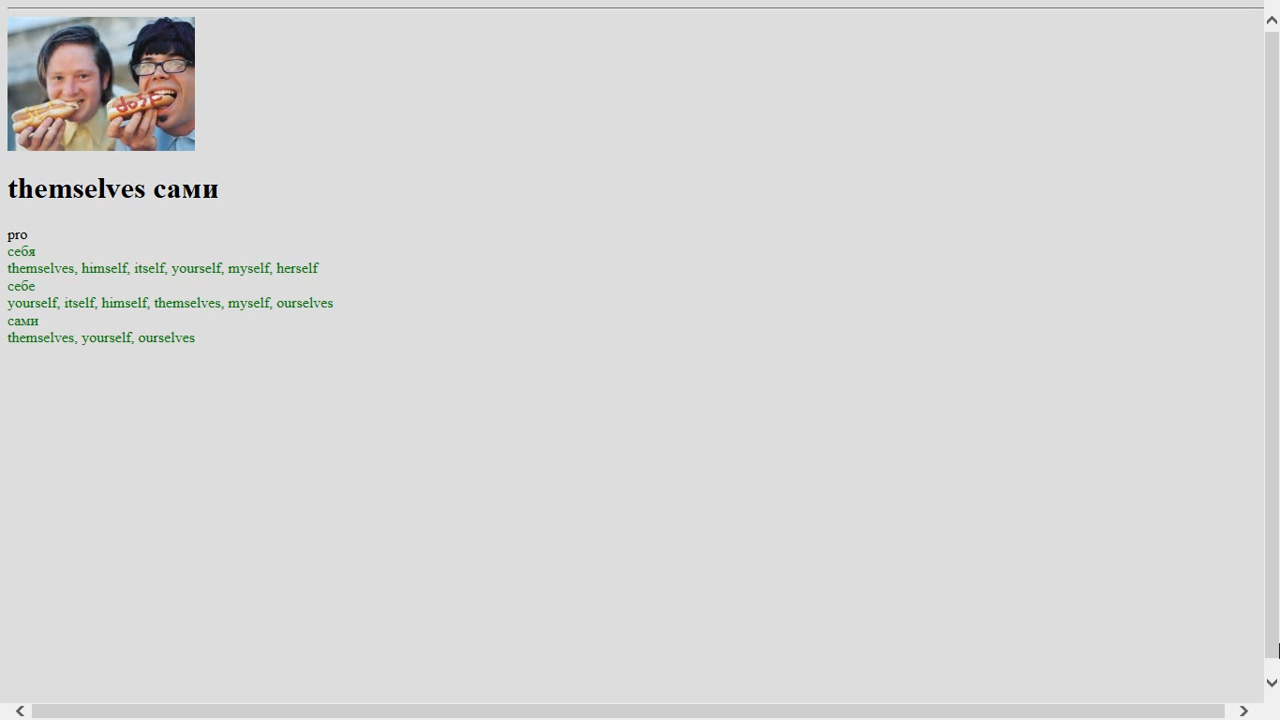 themselves сами
pro
себя
themselves, himself, itself, yourself, myself, herself
себе
yourself, itself, himself, themselves, myself, ourselves
сами
themselves, yourself, ourselves